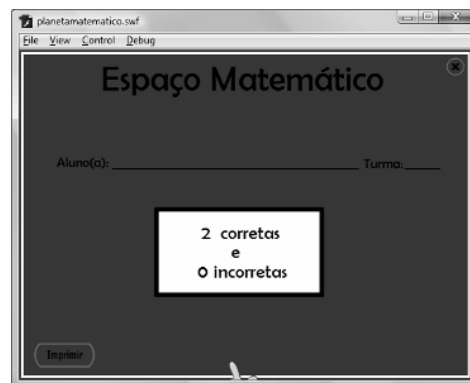 planetamatematico.swf
File View Control Debug
Espaço Matemático
Aluno(a): Turma:
2 corretas
e
0 incorretas
Imprimir